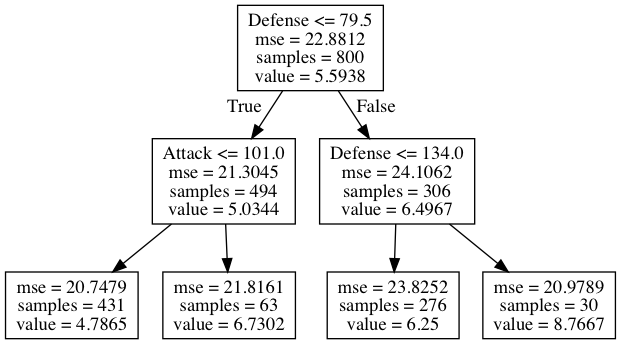 Defense <= 79.5
mse = 22.8812
samples = 800
value = 5.5938
True
False
Attack <= 101.0
mse = 21.3045
samples = 494
value = 5.0344
Defense <= 134.0
mse = 24.1062
samples = 306
value = 6.4967
mse = 20.7479
samples = 431
value = 4.7865
mse = 21.8161
samples = 63
value = 6.7302
mse = 23.8252
samples = 276
value = 6.25
mse = 20.9789
samples = 30
value = 8.7667